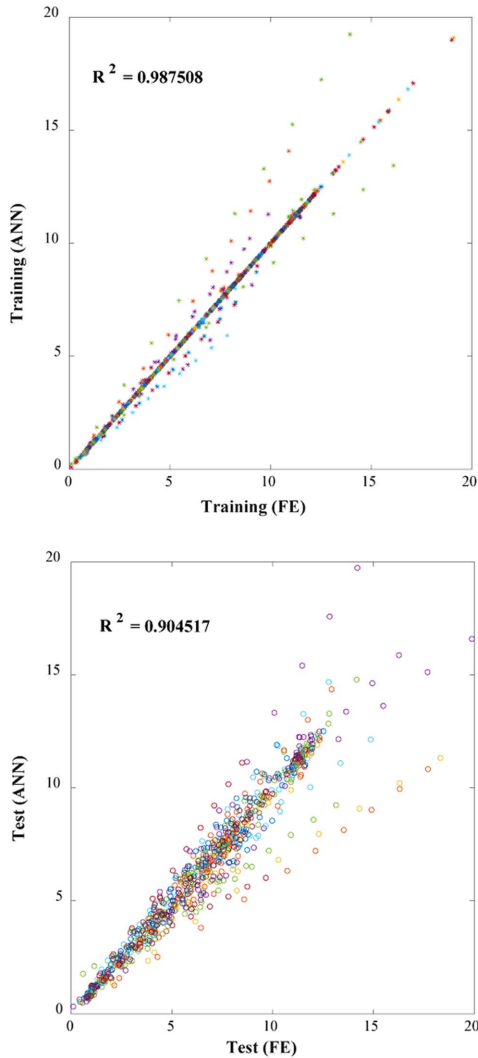 20
R 2 = 0.987508
15
Training (ANN)
10
5
0
0 5 10 15 20
Training (FE)
20
R 2 = 0.904517
15
Test (ANN)
10
5
0
0 5 10 15 20
Test (FE)